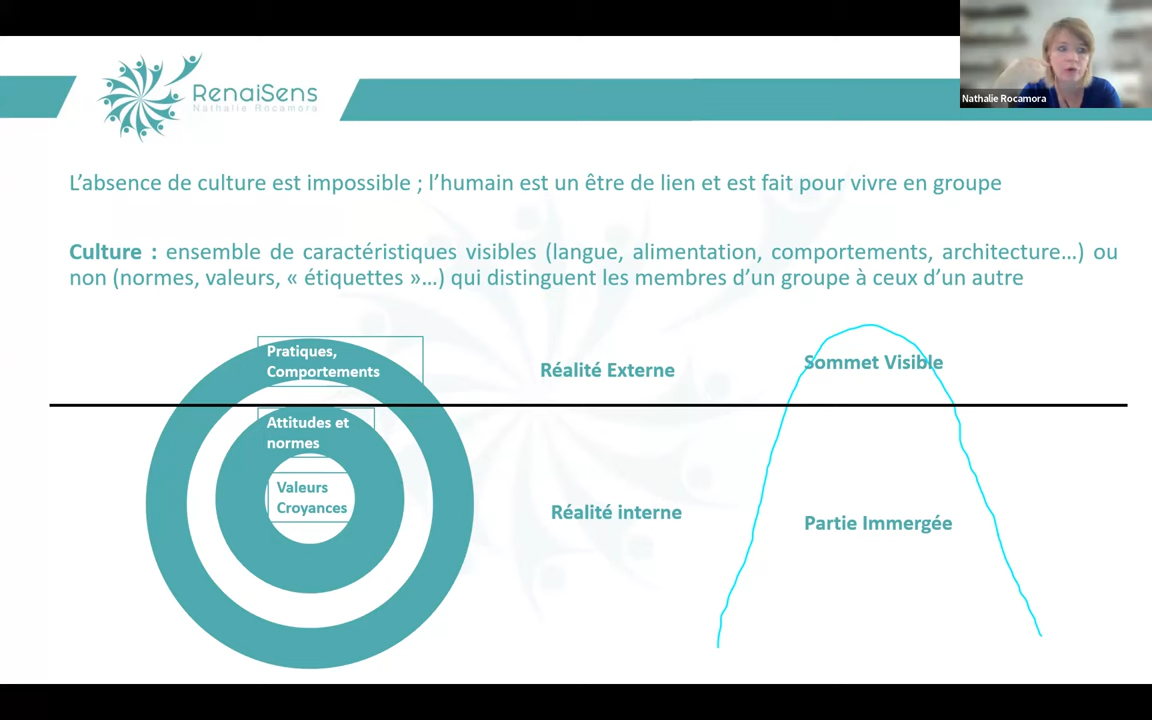 RenaiSens
Nathalie Rocamora
Nathalie Rocamora
L'absence de culture est impossible ; l'humain est un être de lien et est fait pour vivre en groupe
Culture : ensemble de caractéristiques visibles (langue, alimentation, comportements, architecture…) ou
non (normes, valeurs, « étiquettes »…) qui distinguent les membres d'un groupe à ceux d'un autre
Pratiques,
Comportements
Réalité Externe
Sommet Visible
Attitudes et
normes
Valeurs
Croyances
Réalité interne
Partie Immergée